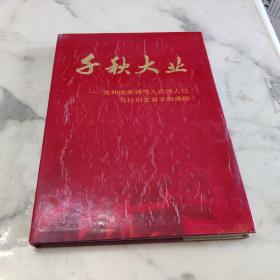 千秋大业
——党和国家领导人论述人口
与计划生育文献画册